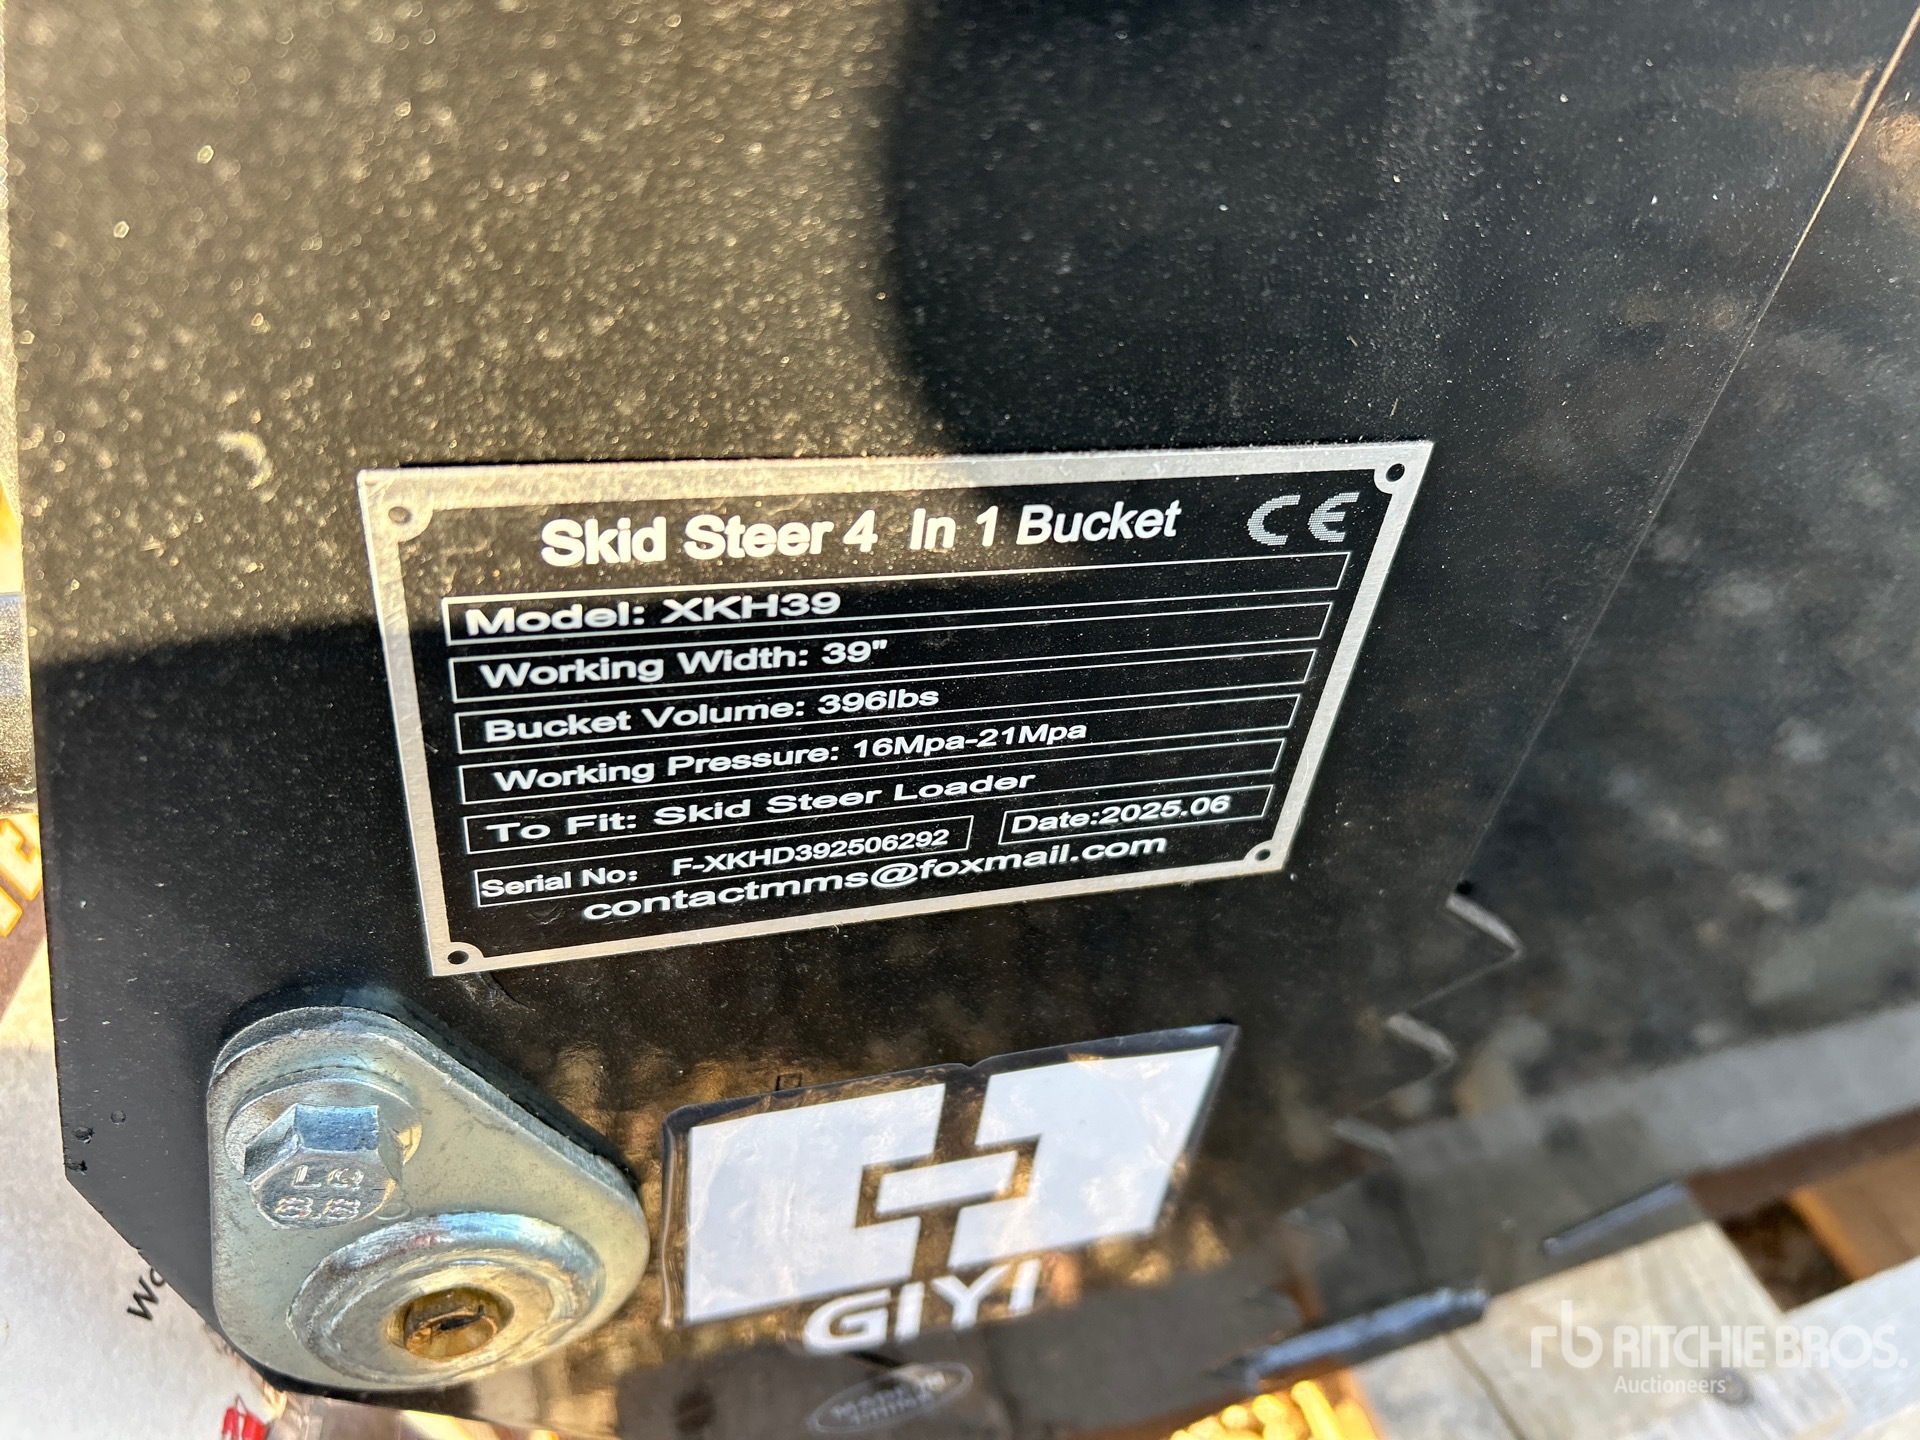 Skid Steer 4 In 1 Bucket CE
Model: XKH39
Working Width: 39"
Bucket Volume: 396lbs
Working Pressure: 16Mpa-21Mpa
To Fit: Skid Steer Loader
Serial No: F-XKHD392506292 Date:2025.06
contactmms@foxmail.com
LG
8.8
GIYI
rb RITCHIE BROS.
Auctioneers